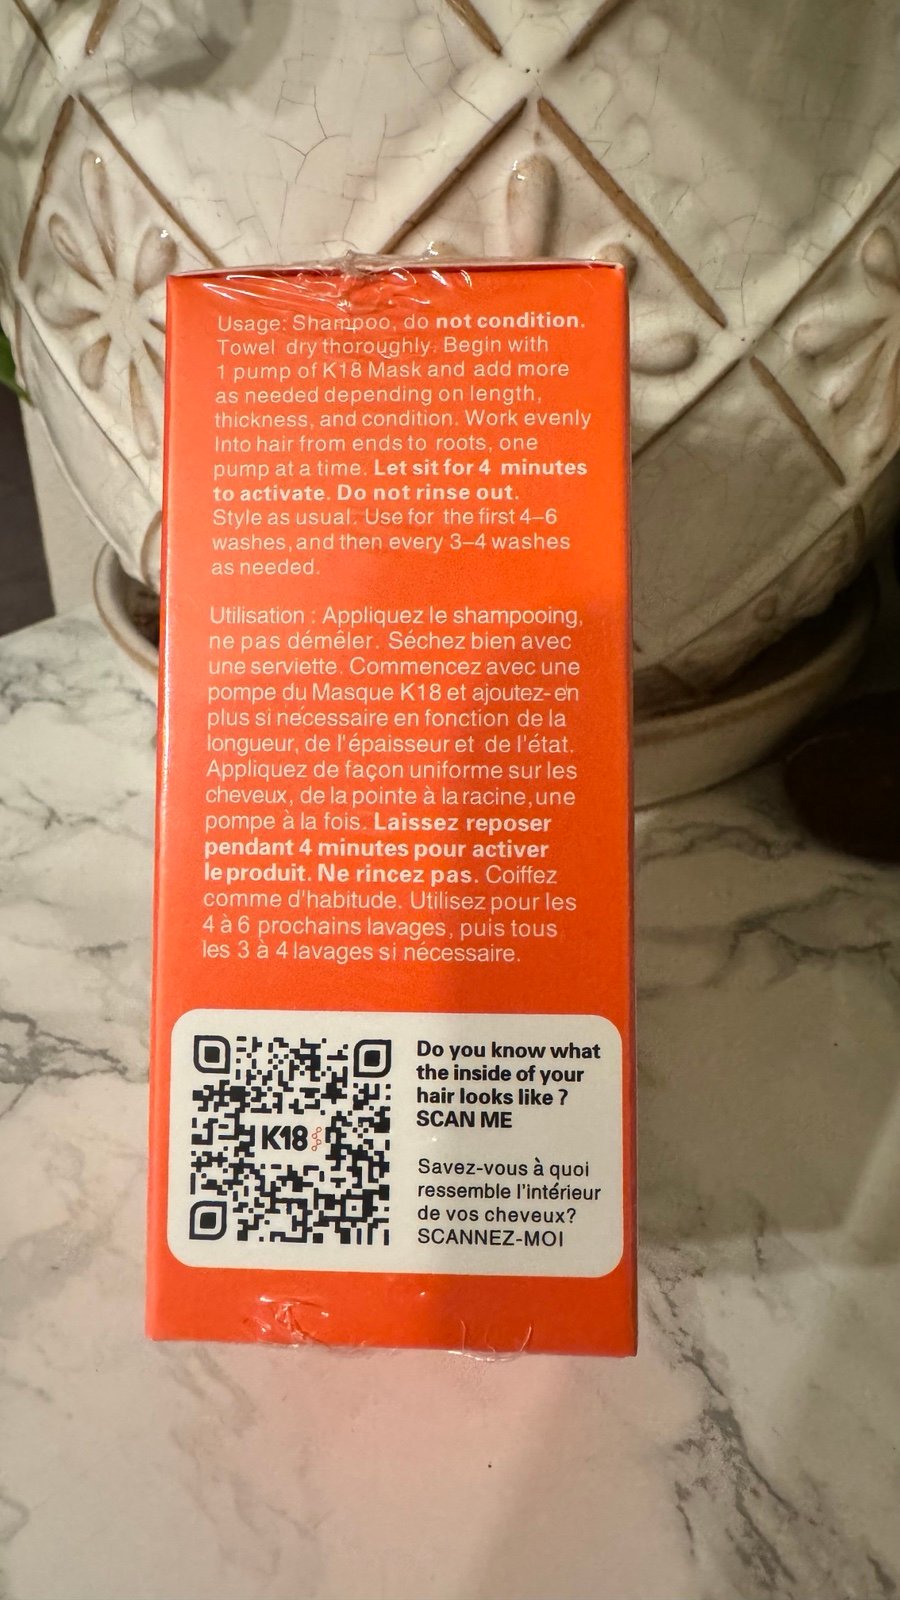 Usage: Shampoo, do not condition.
Towel dry thoroughly. Begin with
1 pump of K18 Mask and add more
as needed depending on length,
thickness, and condition. Work evenly
Into hair from ends to roots, one
pump at a time. Let sit for 4 minutes
to activate. Do not rinse out.
Style as usual. Use for the first 4–6
washes, and then every 3–4 washes
as needed.
Utilisation : Appliquez le shampooing,
ne pas démêler. Séchez bien avec
une serviette. Commencez avec une
pompe du Masque K18 et ajoutez-en
plus si nécessaire en fonction de la
longueur, de l'épaisseur et de l'état.
Appliquez de façon uniforme sur les
cheveux, de la pointe à la racine, une
pompe à la fois. Laissez reposer
pendant 4 minutes pour activer
le produit. Ne rincez pas. Coiffez
comme d'habitude. Utilisez pour les
4 à 6 prochains lavages, puis tous
les 3 à 4 lavages si nécessaire.
K18
Do you know what
the inside of your
hair looks like ?
SCAN ME
Savez-vous à quoi
ressemble l'intérieur
de vos cheveux?
SCANNEZ-MOI